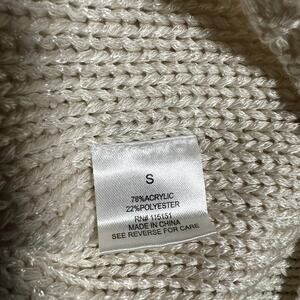 S
78%ACRYLIC
22%POLYESTER
RN# 115151
MADE IN CHINA
SEE REVERSE FOR CARE